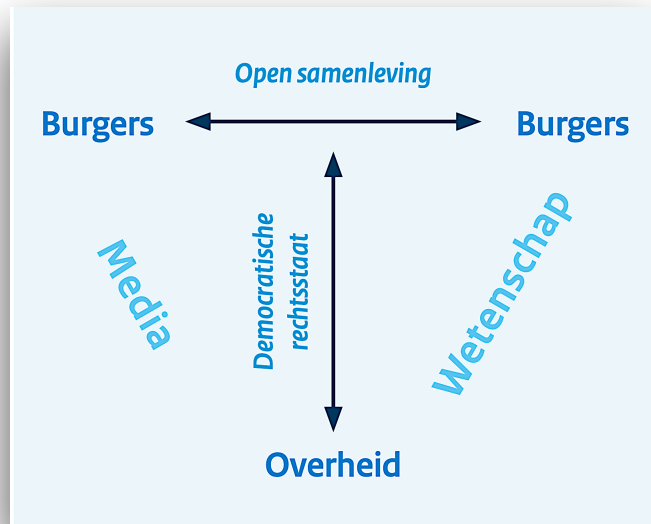 Open samenleving
Burgers
Burgers
Media
Democratische
rechtsstaat
Wetenschap
Overheid